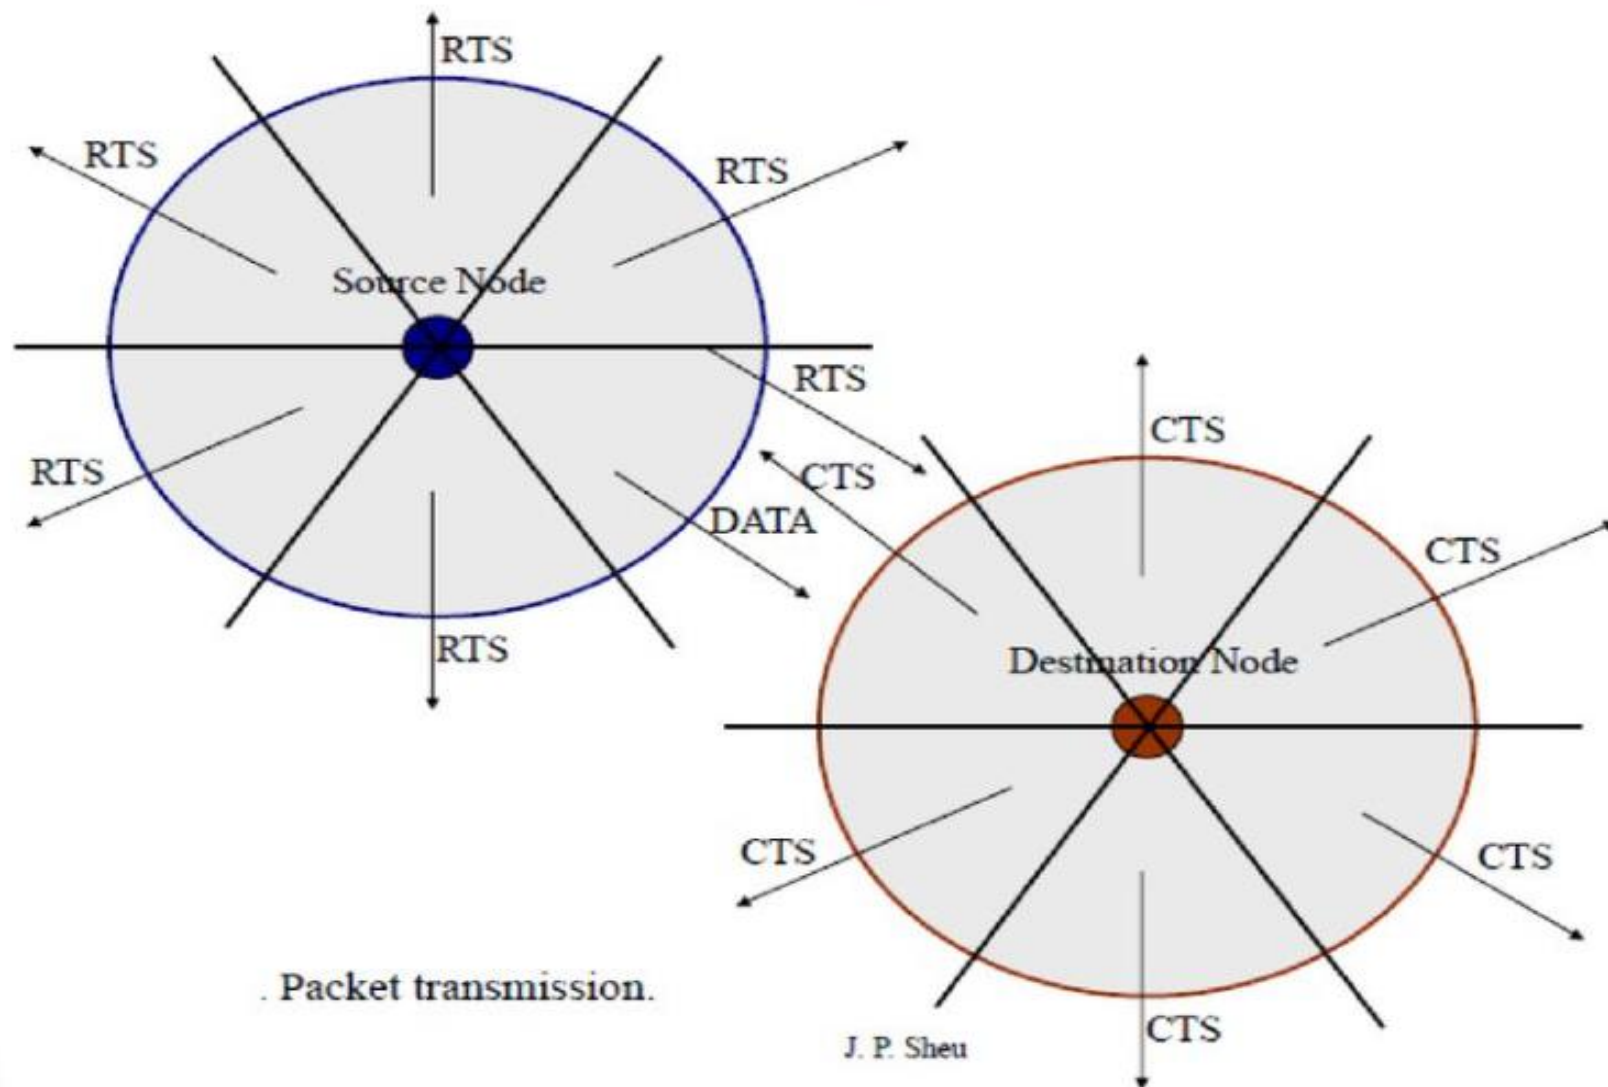 RTS
RTS
RTS
Source Node
RTS
CTS
CTS
RTS
DATA
CTS
RTS
Destination Node
CTS
CTS
. Packet transmission.
CTS
J. P. Sheu